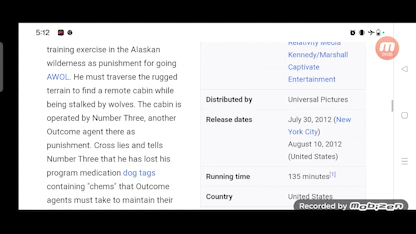 5:12
training exercise in the Alaskan
wilderness as punishment for going
AWOL. He must traverse the rugged
terrain to find a remote cabin while
being stalked by wolves. The cabin is
operated by Number Three, another
Outcome agent there as
punishment. Cross lies and tells
Number Three that he has lost his
program medication dog tags
containing "chems" that Outcome
agents must take to maintain their
Relativity Media
Kennedy/Marshall
Captivate
Entertainment
Distributed by Universal Pictures
Release dates July 30, 2012 (New
York City)
August 10, 2012
(United States)
Running time 135 minutes[1]
Country United States
Recorded by Mobizen